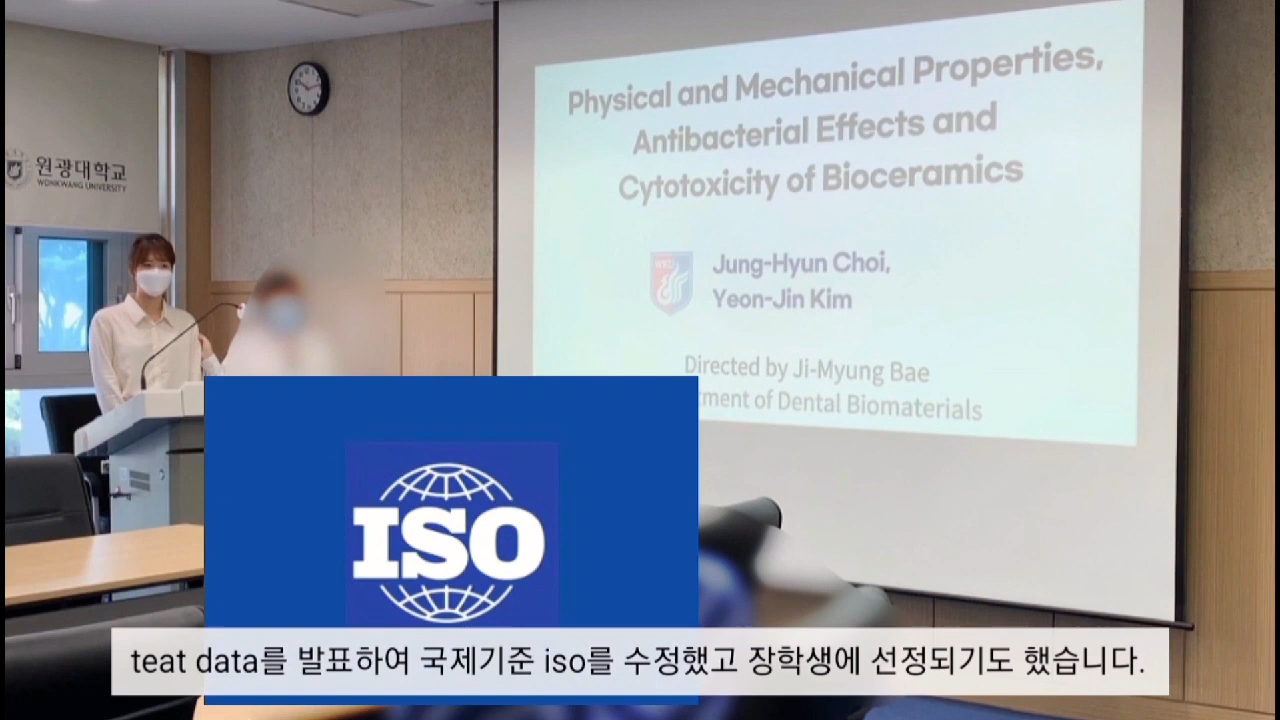 원광대학교
WONKWANG UNIVERSITY
Physical and Mechanical Properties,
Antibacterial Effects and
Cytotoxicity of Bioceramics
Jung-Hyun Choi,
Yeon-Jin Kim
Directed by Ji-Myung Bae
of Dental Biomaterials
ISO
teat data를 발표하여 국제기준 iso를 수정했고 장학생에 선정되기도 했습니다.